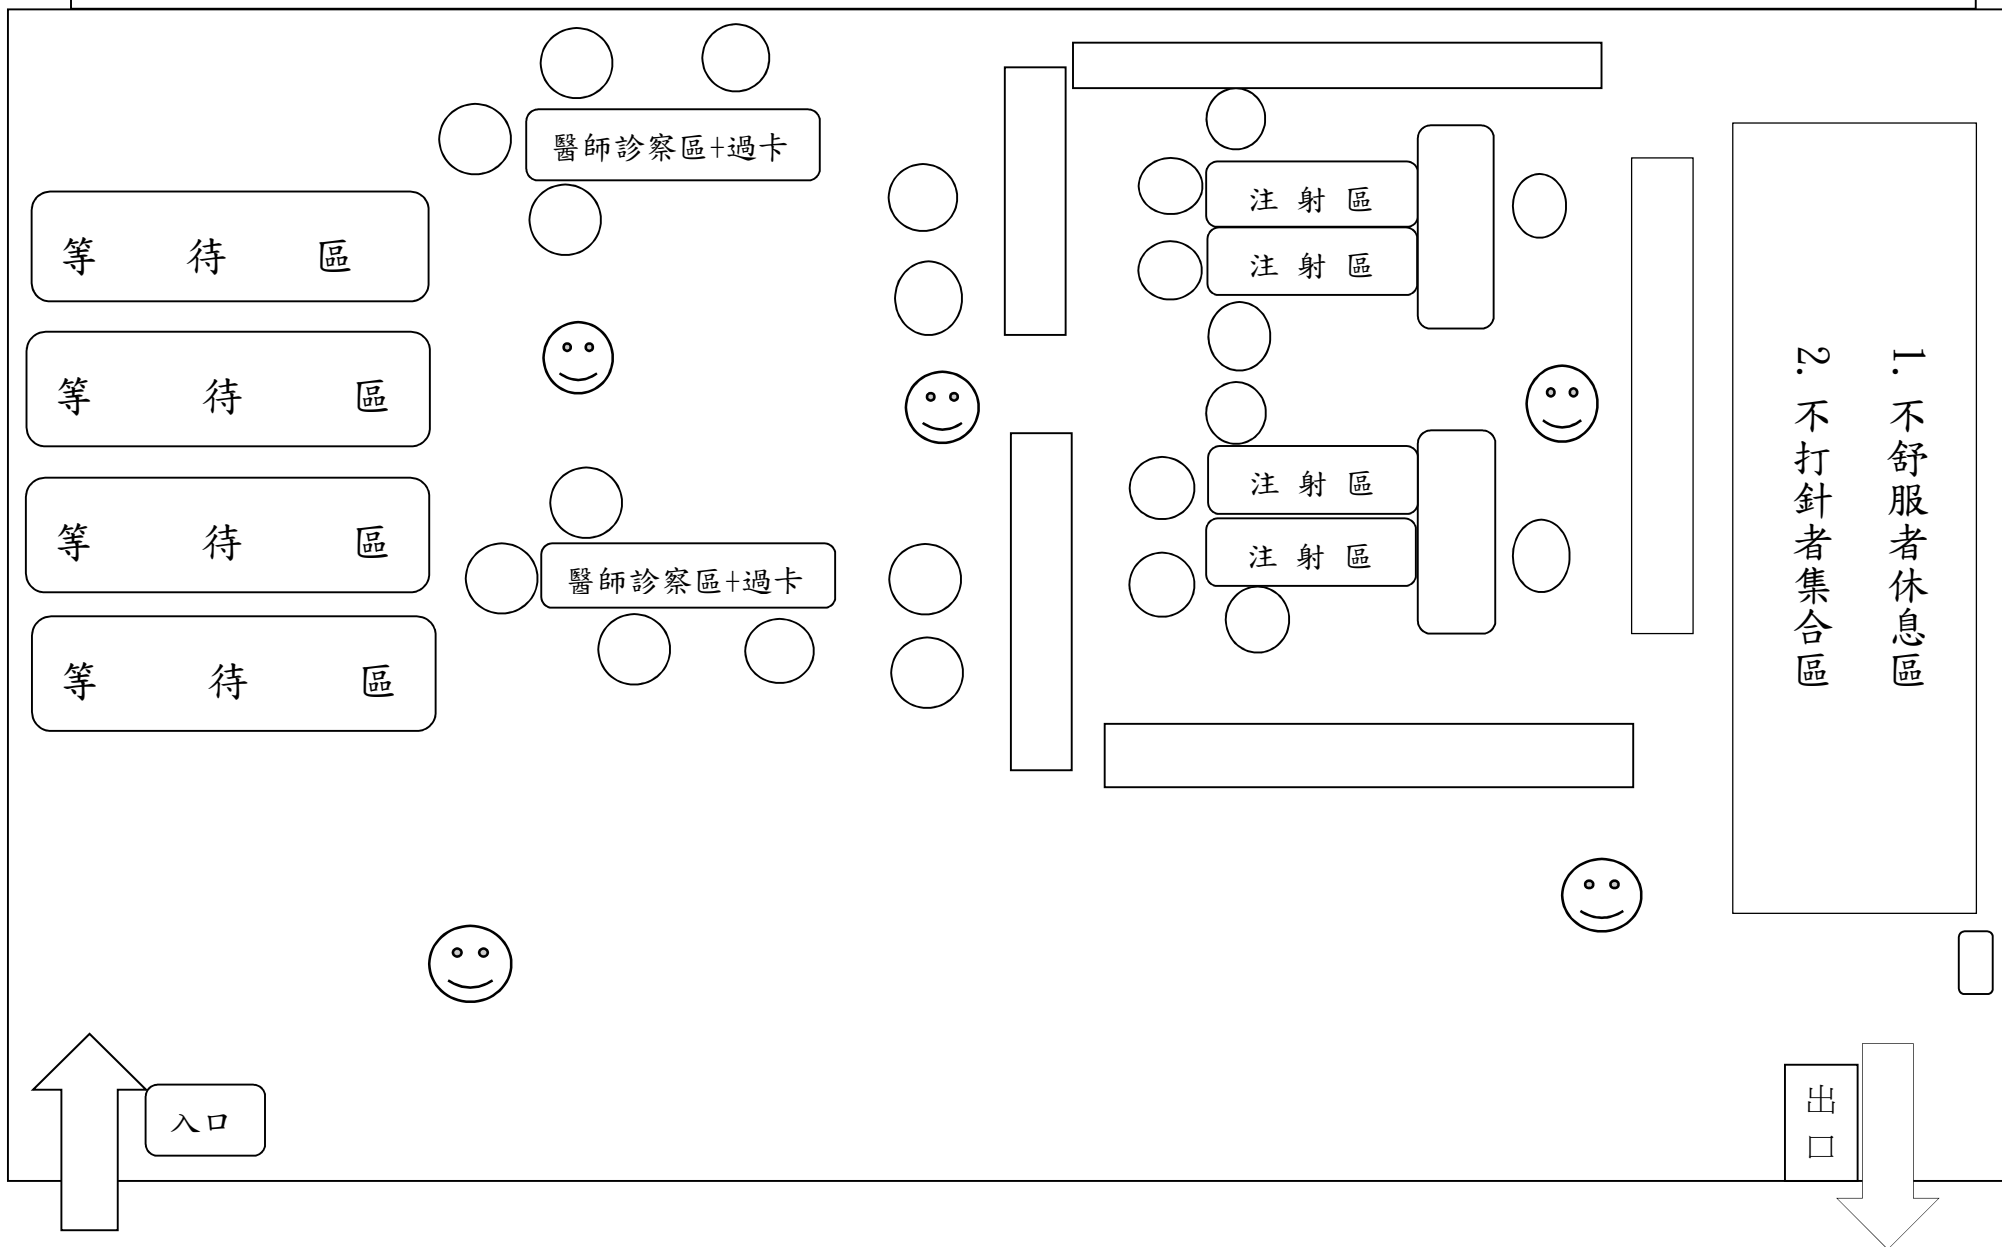 醫師診察區+過卡
等 待 區
等 待 區
等 待 區
等 待 區
醫師診察區+過卡
注 射 區
注 射 區
注 射 區
注 射 區
1. 不舒服者休息區
2. 不打針者集合區
入口
出口